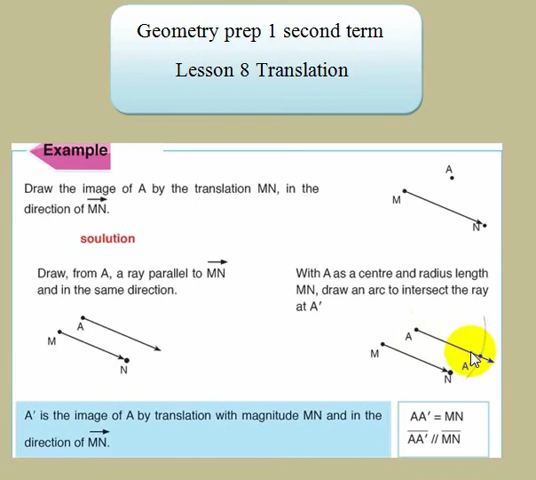 Geometry prep 1 second term
Lesson 8 Translation
Example
Draw the image of A by the translation MN, in the
direction of MN.
A
M
N
soulution
Draw, from A, a ray parallel to MN
and in the same direction.
With A as a centre and radius length
MN, draw an arc to intersect the ray
at A'
A
M
N
A
M
A'
N
A' is the image of A by translation with magnitude MN and in the
direction of MN.
AA' = MN
AA' // MN